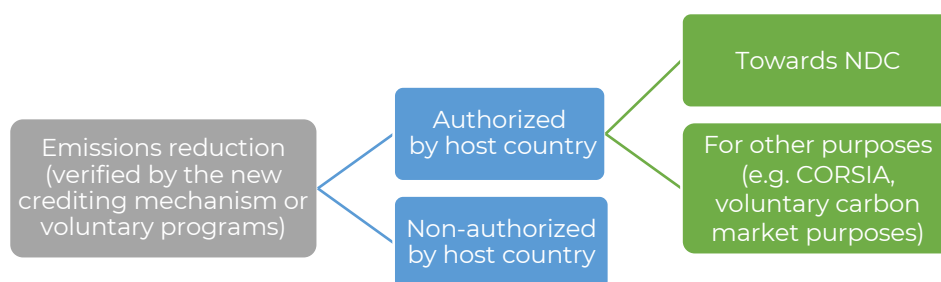 Emissions reduction
(verified by the new
crediting mechanism or
voluntary programs)
Authorized
by host country
Non-authorized
by host country
Towards NDC
For other purposes
(e.g. CORSIA,
voluntary carbon
market purposes)